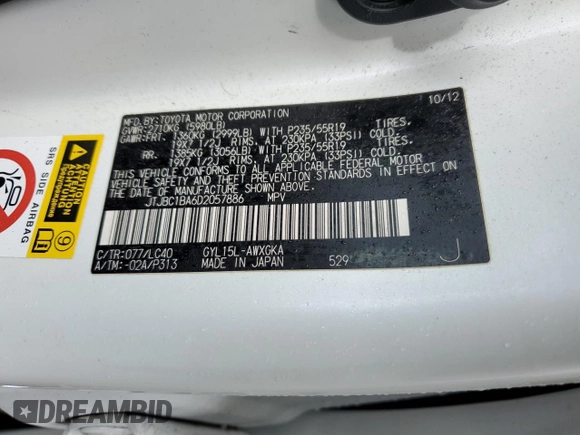 MFD. BY: TOYOTA MOTOR CORPORATION 10/12
GVWR: 2710KG (5980LB)
GAWR: FRT. 1360KG (2999LB) WITH P235/55R19 TIRES,
19X7 1/2J RIMS, AT 230KPA (33PSI) COLD.
RR. 1385KG (3056LB) WITH P235/55R19 TIRES,
19X7 1/2J RIMS, AT 230KPA (33PSI) COLD.
THIS VEHICLE CONFORMS TO ALL APPLICABLE FEDERAL MOTOR
VEHICLE SAFETY AND THEFT PREVENTION STANDARDS IN EFFECT ON
THE DATE OF MANUFACTURE SHOWN ABOVE.
JTJBC1BA6D2057886 MPV
C/TR: 077/LC40 GYL15L-AWXGKA
A/TM: -02A/P313 MADE IN JAPAN 529 J
SRS SIDE AIRBAG
CAUTION
ATTENTION
9
DREAMBID